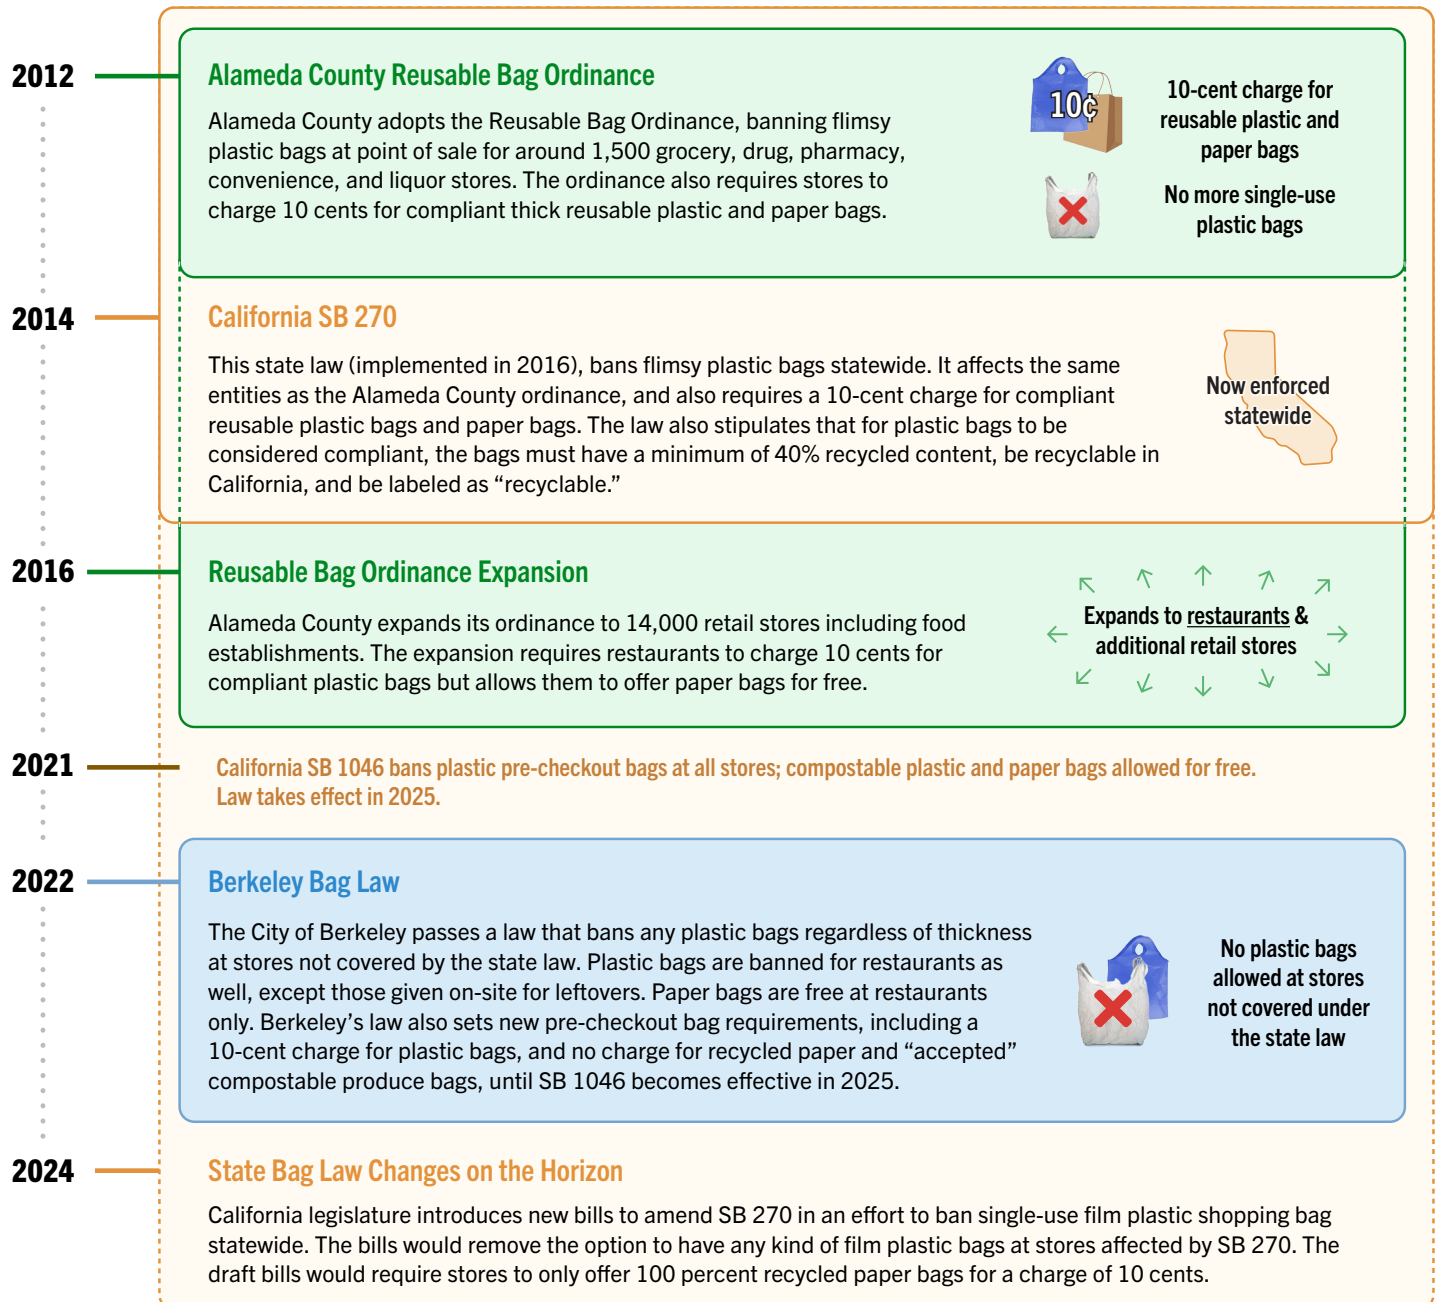 2012
Alameda County Reusable Bag Ordinance
Alameda County adopts the Reusable Bag Ordinance, banning flimsy
plastic bags at point of sale for around 1,500 grocery, drug, pharmacy,
convenience, and liquor stores. The ordinance also requires stores to
charge 10 cents for compliant thick reusable plastic and paper bags.
10¢
10-cent charge for
reusable plastic and
paper bags
No more single-use
plastic bags
2014
California SB 270
This state law (implemented in 2016), bans flimsy plastic bags statewide. It affects the same
entities as the Alameda County ordinance, and also requires a 10-cent charge for compliant
reusable plastic bags and paper bags. The law also stipulates that for plastic bags to be
considered compliant, the bags must have a minimum of 40% recycled content, be recyclable in
California, and be labeled as “recyclable.”
Now enforced
statewide
2016
Reusable Bag Ordinance Expansion
Alameda County expands its ordinance to 14,000 retail stores including food
establishments. The expansion requires restaurants to charge 10 cents for
compliant plastic bags but allows them to offer paper bags for free.
Expands to restaurants &
additional retail stores
2021
California SB 1046 bans plastic pre-checkout bags at all stores; compostable plastic and paper bags allowed for free.
Law takes effect in 2025.
2022
Berkeley Bag Law
The City of Berkeley passes a law that bans any plastic bags regardless of thickness
at stores not covered by the state law. Plastic bags are banned for restaurants as
well, except those given on-site for leftovers. Paper bags are free at restaurants
only. Berkeley’s law also sets new pre-checkout bag requirements, including a
10-cent charge for plastic bags, and no charge for recycled paper and “accepted”
compostable produce bags, until SB 1046 becomes effective in 2025.
No plastic bags
allowed at stores
not covered under
the state law
2024
State Bag Law Changes on the Horizon
California legislature introduces new bills to amend SB 270 in an effort to ban single-use film plastic shopping bag
statewide. The bills would remove the option to have any kind of film plastic bags at stores affected by SB 270. The
draft bills would require stores to only offer 100 percent recycled paper bags for a charge of 10 cents.